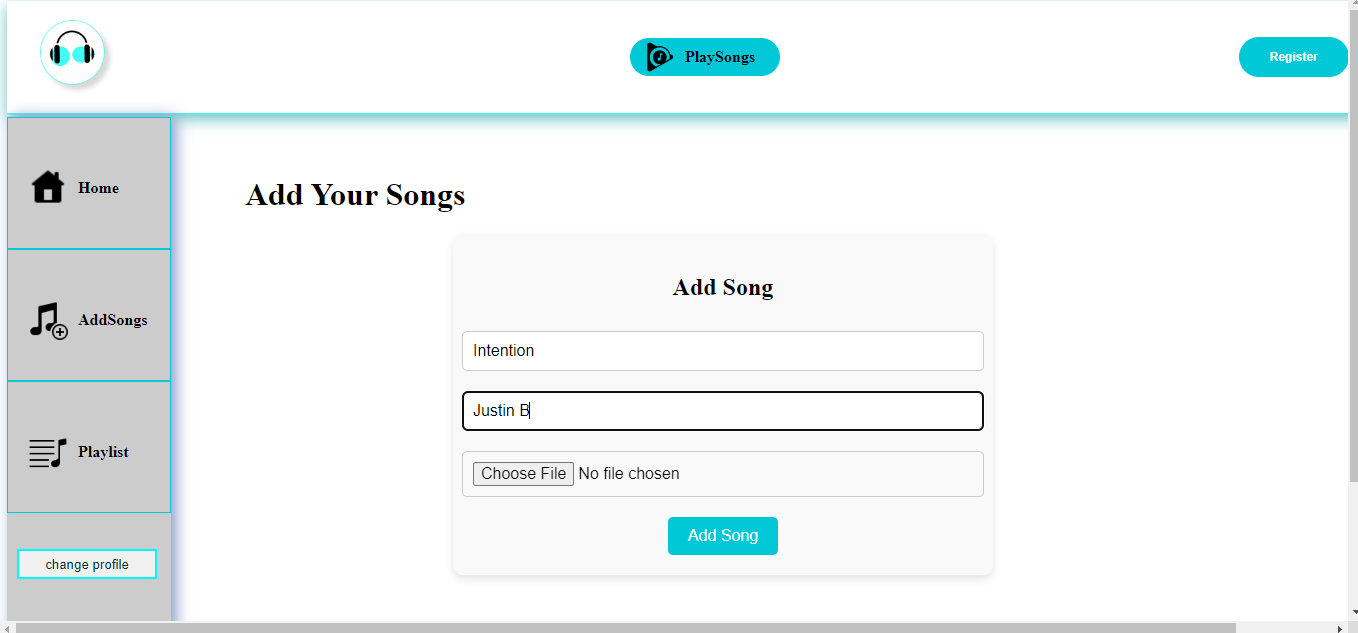 PlaySongs
Register
Home
AddSongs
Playlist
change profile
Add Your Songs
Add Song
Intention
Justin B
Choose File No file chosen
Add Song